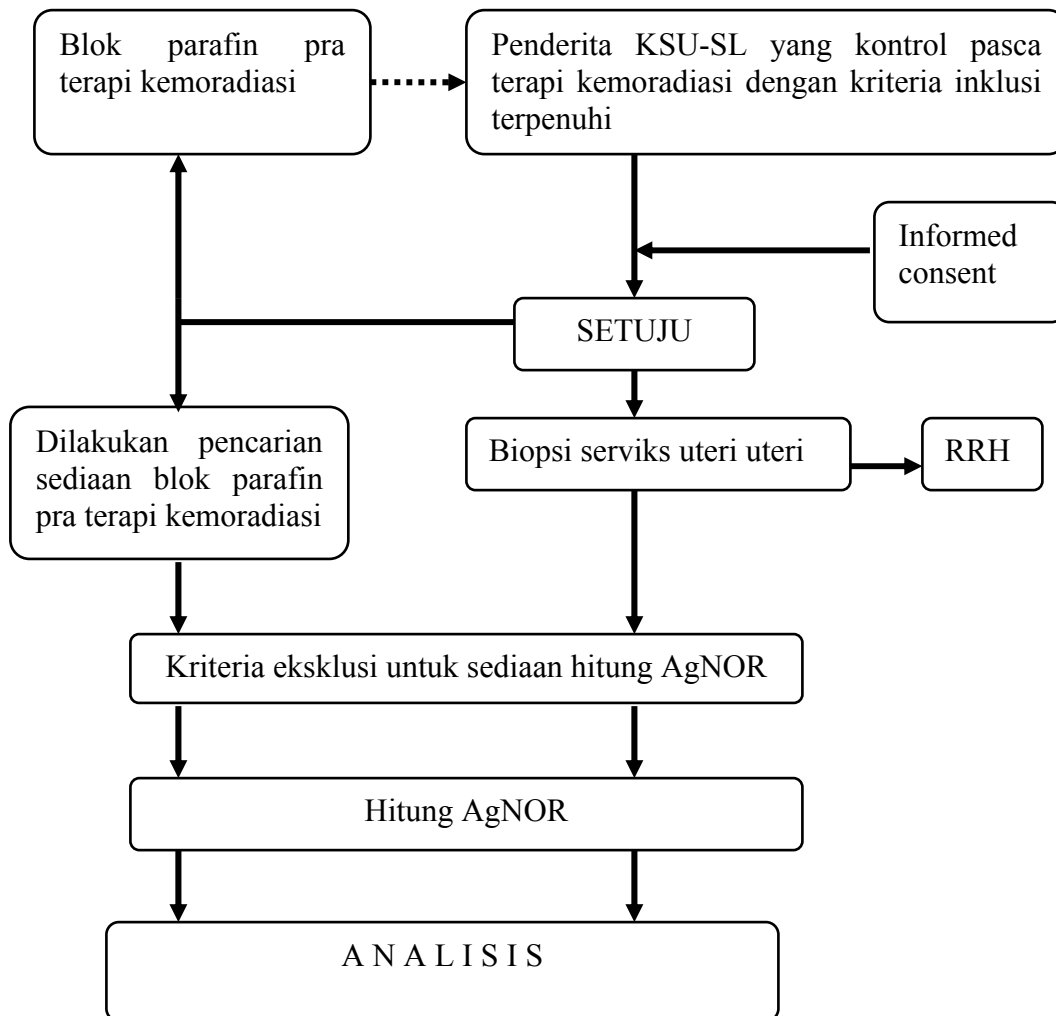 Blok parafin pra
terapi kemoradiasi
Penderita KSU-SL yang kontrol pasca
terapi kemoradiasi dengan kriteria inklusi
terpenuhi
Informed
consent
SETUJU
Dilakukan pencarian
sediaan blok parafin
pra terapi kemoradiasi
Biopsi serviks uteri uteri
RRH
Kriteria eksklusi untuk sediaan hitung AgNOR
Hitung AgNOR
A N A L I S I S